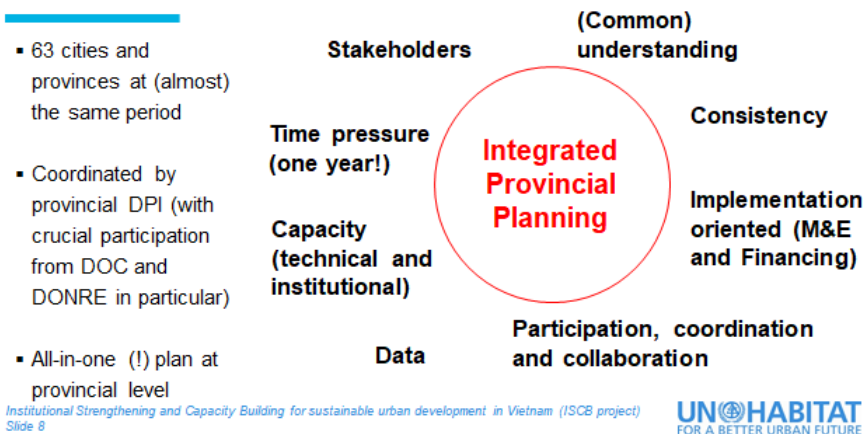 ▪ 63 cities and
provinces at (almost)
the same period
▪ Coordinated by
provincial DPI (with
crucial participation
from DOC and
DONRE in particular)
▪ All-in-one (!) plan at
provincial level
Stakeholders
(Common)
understanding
Time pressure
(one year!)
Consistency
Integrated
Provincial
Planning
Capacity
(technical and
institutional)
Implementation
oriented (M&E
and Financing)
Data
Participation, coordination
and collaboration
Institutional Strengthening and Capacity Building for sustainable urban development in Vietnam (ISCB project)
Slide 8
UN HABITAT
FOR A BETTER URBAN FUTURE